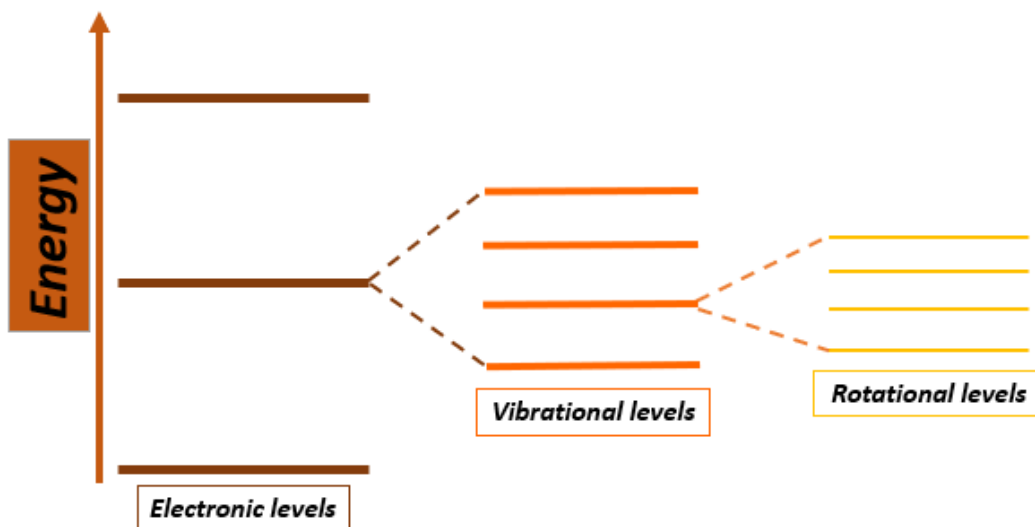 Energy
Vibrational levels
Rotational levels
Electronic levels